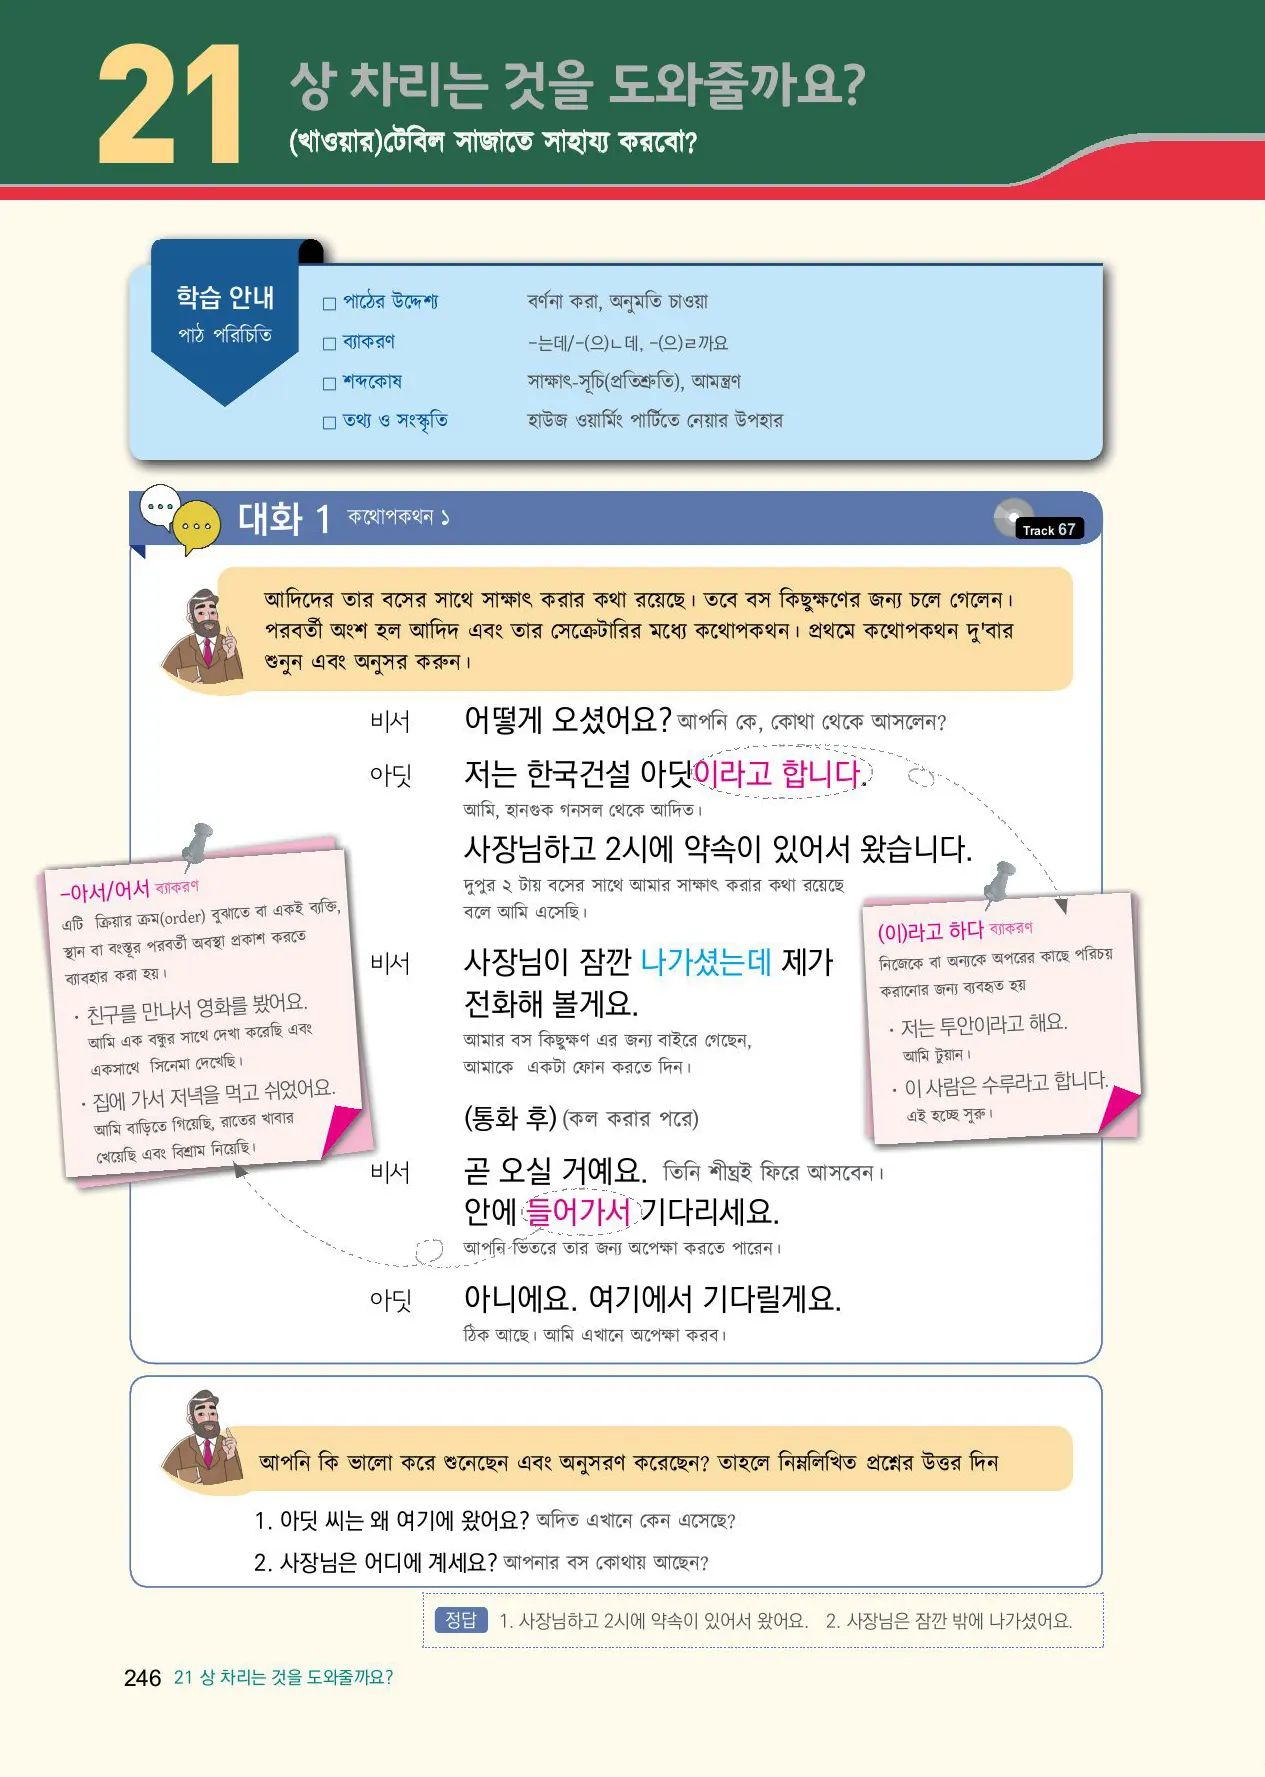 21
상 차리는 것을 도와줄까요?
(খাওয়ার)টেবিল সাজাতে সাহায্য করবো?
학습 안내
পাঠ পরিচিতি
□ পাঠের উদ্দেশ্য বর্ণনা করা, অনুমতি চাওয়া
□ ব্যাকরণ -는데/-(으)ㄴ데, -(으)ㄹ까요
□ শব্দকোষ সাক্ষাৎ-সূচি(প্রতিশ্রুতি), আমন্ত্রণ
□ তথ্য ও সংস্কৃতি হাউজ ওয়ার্মিং পার্টিতে নেয়ার উপহার
대화 1 কথোপকথন ১
Track 67
আদিদের তার বসের সাথে সাক্ষাৎ করার কথা রয়েছে। তবে বস কিছুক্ষণের জন্য চলে গেলেন।
পরবর্তী অংশ হল আদিদ এবং তার সেক্রেটারির মধ্যে কথোপকথন। প্রথমে কথোপকথন দু'বার
শুনুন এবং অনুসর করুন।
비서 어떻게 오셨어요? আপনি কে, কোথা থেকে আসলেন?
아딧 저는 한국건설 아딧이라고 합니다.
আমি, হানগুক গনসল থেকে আদিত।
사장님하고 2시에 약속이 있어서 왔습니다.
দুপুর ২ টায় বসের সাথে আমার সাক্ষাৎ করার কথা রয়েছে
বলে আমি এসেছি।
비서 사장님이 잠깐 나가셨는데 제가
전화해 볼게요.
আমার বস কিছুক্ষণ এর জন্য বাইরে গেছেন,
আমাকে একটা ফোন করতে দিন।
(통화 후) (কল করার পরে)
비서 곧 오실 거예요. তিনি শীঘ্রই ফিরে আসবেন।
안에 들어가서 기다리세요.
আপনি ভিতরে তার জন্য অপেক্ষা করতে পারেন।
아딧 아니에요. 여기에서 기다릴게요.
ঠিক আছে। আমি এখানে অপেক্ষা করব।
-아서/어서 ব্যাকরণ
এটি ক্রিয়ার ক্রম(order) বুঝাতে বা একই ব্যক্তি,
স্থান বা বংস্তুর পরবর্তী অবস্থা প্রকাশ করতে
ব্যাবহার করা হয়।
· 친구를 만나서 영화를 봤어요.
আমি এক বন্ধুর সাথে দেখা করেছি এবং
একসাথে সিনেমা দেখেছি।
· 집에 가서 저녁을 먹고 쉬었어요.
আমি বাড়িতে গিয়েছি, রাতের খাবার
খেয়েছি এবং বিশ্রাম নিয়েছি।
(이)라고 하다 ব্যাকরণ
নিজেকে বা অন্যকে অপরের কাছে পরিচয়
করানোর জন্য ব্যবহৃত হয়
· 저는 투안이라고 해요.
আমি টুয়ান।
· 이 사람은 수루라고 합니다.
এই হচ্ছে সুরু।
আপনি কি ভালো করে শুনেছেন এবং অনুসরণ করেছেন? তাহলে নিম্নলিখিত প্রশ্নের উত্তর দিন
1. 아딧 씨는 왜 여기에 왔어요? অদিত এখানে কেন এসেছে?
2. 사장님은 어디에 계세요? আপনার বস কোথায় আছেন?
정답 1. 사장님하고 2시에 약속이 있어서 왔어요. 2. 사장님은 잠깐 밖에 나가셨어요.
246 21 상 차리는 것을 도와줄까요?